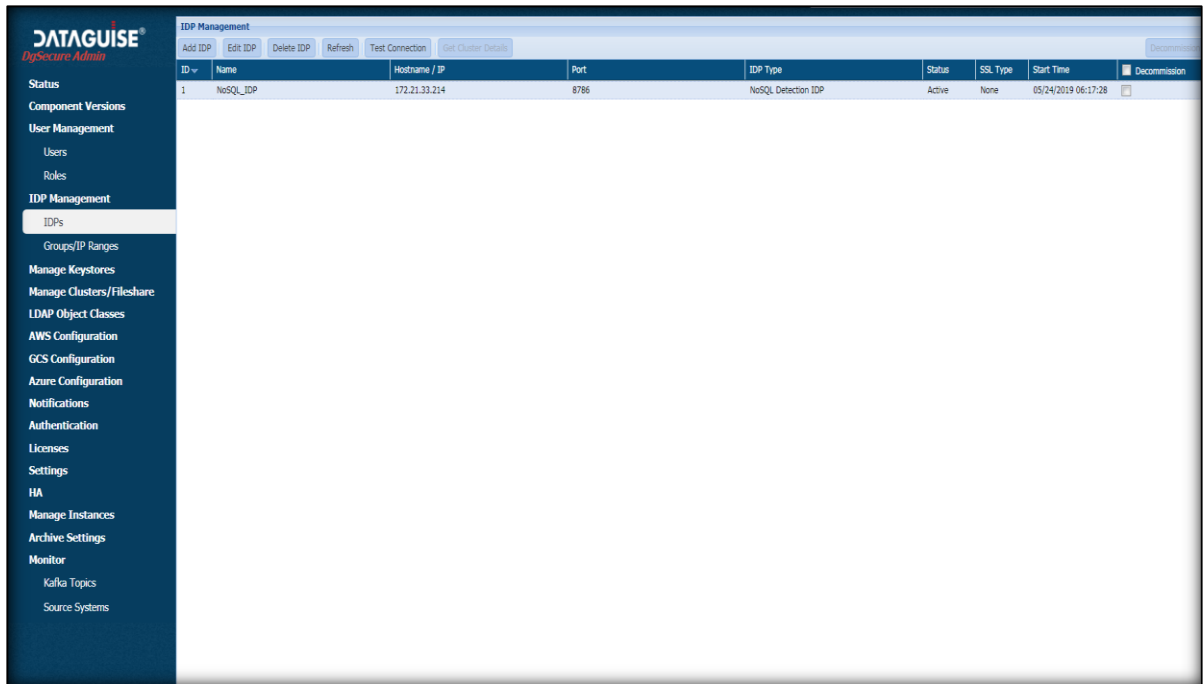 DATAGUISE®
DgSecure Admin
Status
Component Versions
User Management
Users
Roles
IDP Management
IDPs
Groups/IP Ranges
Manage Keystores
Manage Clusters/Fileshare
LDAP Object Classes
AWS Configuration
GCS Configuration
Azure Configuration
Notifications
Authentication
Licenses
Settings
HA
Manage Instances
Archive Settings
Monitor
Kafka Topics
Source Systems
IDP Management
Add IDP Edit IDP Delete IDP Refresh Test Connection Get Cluster Details Decommission
ID Name Hostname / IP Port IDP Type Status SSL Type Start Time Decommission
1 NoSQL_IDP 172.21.33.214 8786 NoSQL Detection IDP Active None 05/24/2019 06:17:28